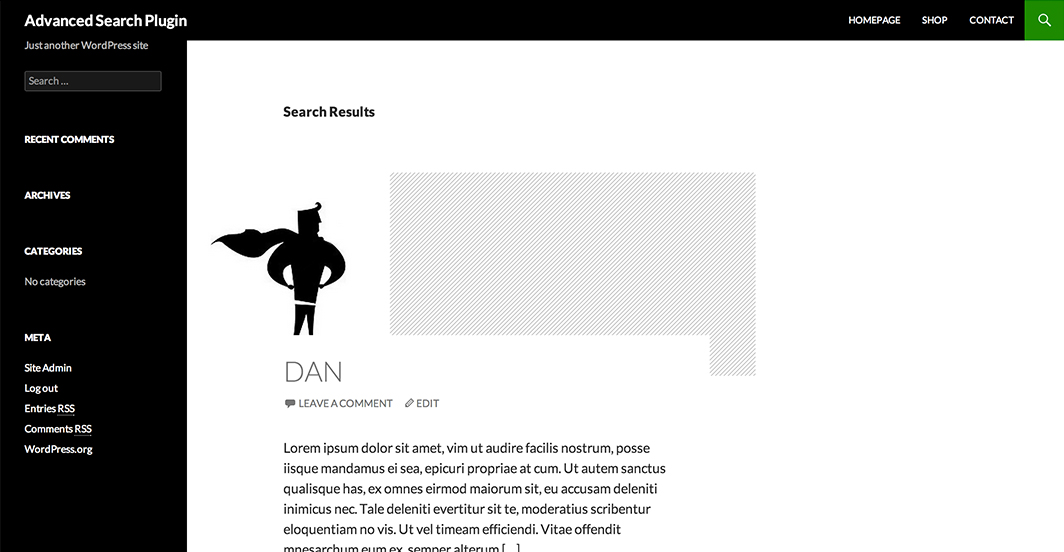 Advanced Search Plugin
HOMEPAGE SHOP CONTACT
Just another WordPress site
Search ...
RECENT COMMENTS
ARCHIVES
CATEGORIES
No categories
META
Site Admin
Log out
Entries RSS
Comments RSS
WordPress.org
Search Results
DAN
LEAVE A COMMENT EDIT
Lorem ipsum dolor sit amet, vim ut audire facilis nostrum, posse
iisque mandamus ei sea, epicuri propriae at cum. Ut autem sanctus
qualisque has, ex omnes eirmod maiorum sit, eu accusam deleniti
inimicus nec. Tale deleniti evertitur sit te, moderatius scribentur
eloquentiam no vis. Ut vel timeam efficiendi. Vitae offendit
mnesarchum eum ex, semper alterum [...]